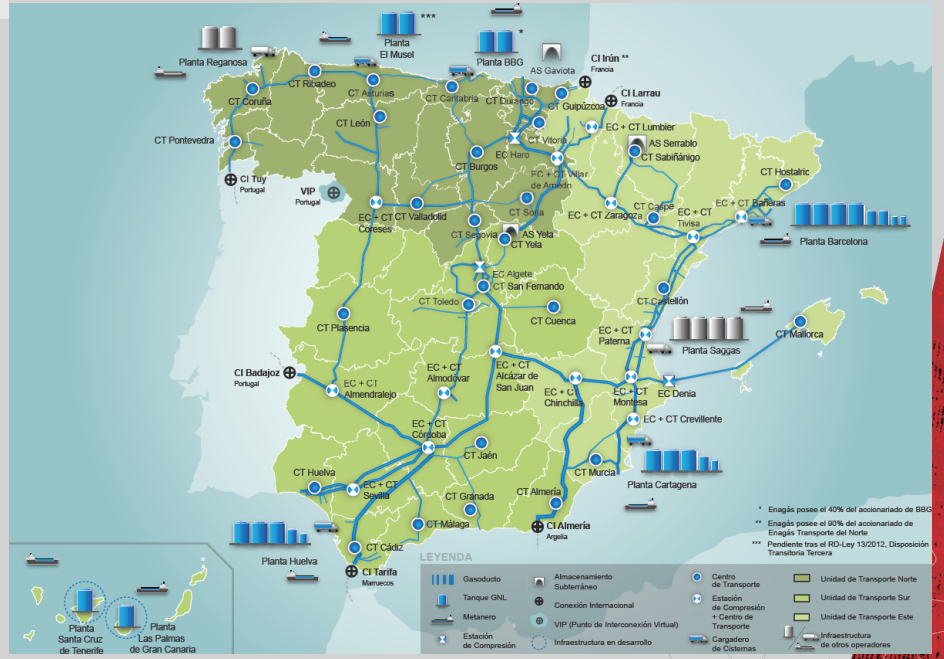 ***
Planta
El Musel
*
Planta BBG
Planta Reganosa
AS Gaviota
CI Irún **
Francia
CI Larrau
Francia
CT Ribadeo
CT Asturias
CT Coruña
CT Cantabria
CT Durango
CT Guipúzcoa
CT León
EC + CT Lumbier
CT Pontevedra
CT Vitoria
AS Serrablo
EC Haro
CT Sabiñánigo
CT Burgos
CT Hostalric
CI Tuy
Portugal
EC + CT Villar
de Arnedo
VIP
Portugal
EC + CT
Coreses
CT Valladolid
CT Soria
EC + CT Zaragoza
CT Caspe
EC + CT
Tivisa
EC + CT Bañeras
CT Segovia
AS Yela
CT Yela
Planta Barcelona
EC Algete
CT San Fernando
CT Toledo
CT Cuenca
CT Castellón
CT Plasencia
EC + CT
Paterna
Planta Saggas
CT Mallorca
CI Badajoz
Portugal
EC + CT
Almendralejo
EC + CT
Almodóvar
EC + CT
Alcázar de
San Juan
EC + CT
Chinchilla
EC + CT
Montesa
EC Denia
EC + CT
Córdoba
EC + CT Crevillente
CT Jaén
CT Huelva
EC + CT
Sevilla
CT Murcia
Planta Cartagena
CT Granada
CT Almería
CT Málaga
CI Almería
Argelia
* Enagás posee el 40% del accionariado de BBG
** Enagás posee el 90% del accionariado de
Enagás Transporte del Norte
*** Pendiente tras el RD-Ley 13/2012, Disposición
Transitoria Tercera
Planta Huelva
CT Cádiz
CI Tarifa
Marruecos
LEYENDA
Gasoducto
Tanque GNL
Metanero
Estación
de Compresión
Almacenamiento
Subterráneo
Conexión Internacional
VIP (Punto de Interconexión Virtual)
Infraestructura en desarrollo
Centro
de Transporte
Estación
de Compresión
+ Centro de
Transporte
Cargadero
de Cisternas
Unidad de Transporte Norte
Unidad de Transporte Sur
Unidad de Transporte Este
Infraestructura
de otros operadores
Planta
Santa Cruz
de Tenerife
Planta
Las Palmas
de Gran Canaria